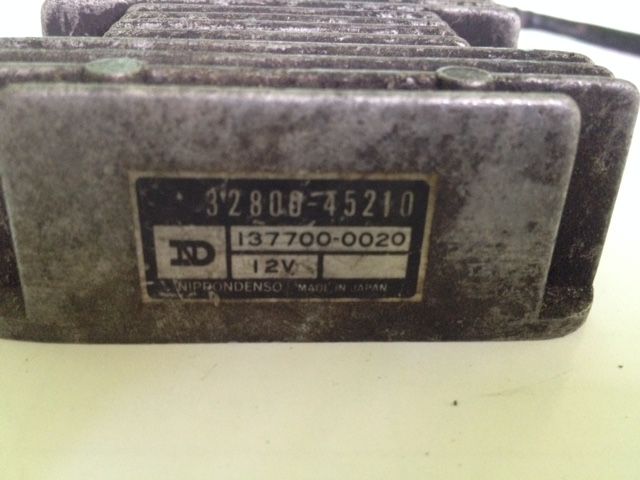 32800-45210
ND 137700-0020
12V
NIPPONDENSO MADE IN JAPAN